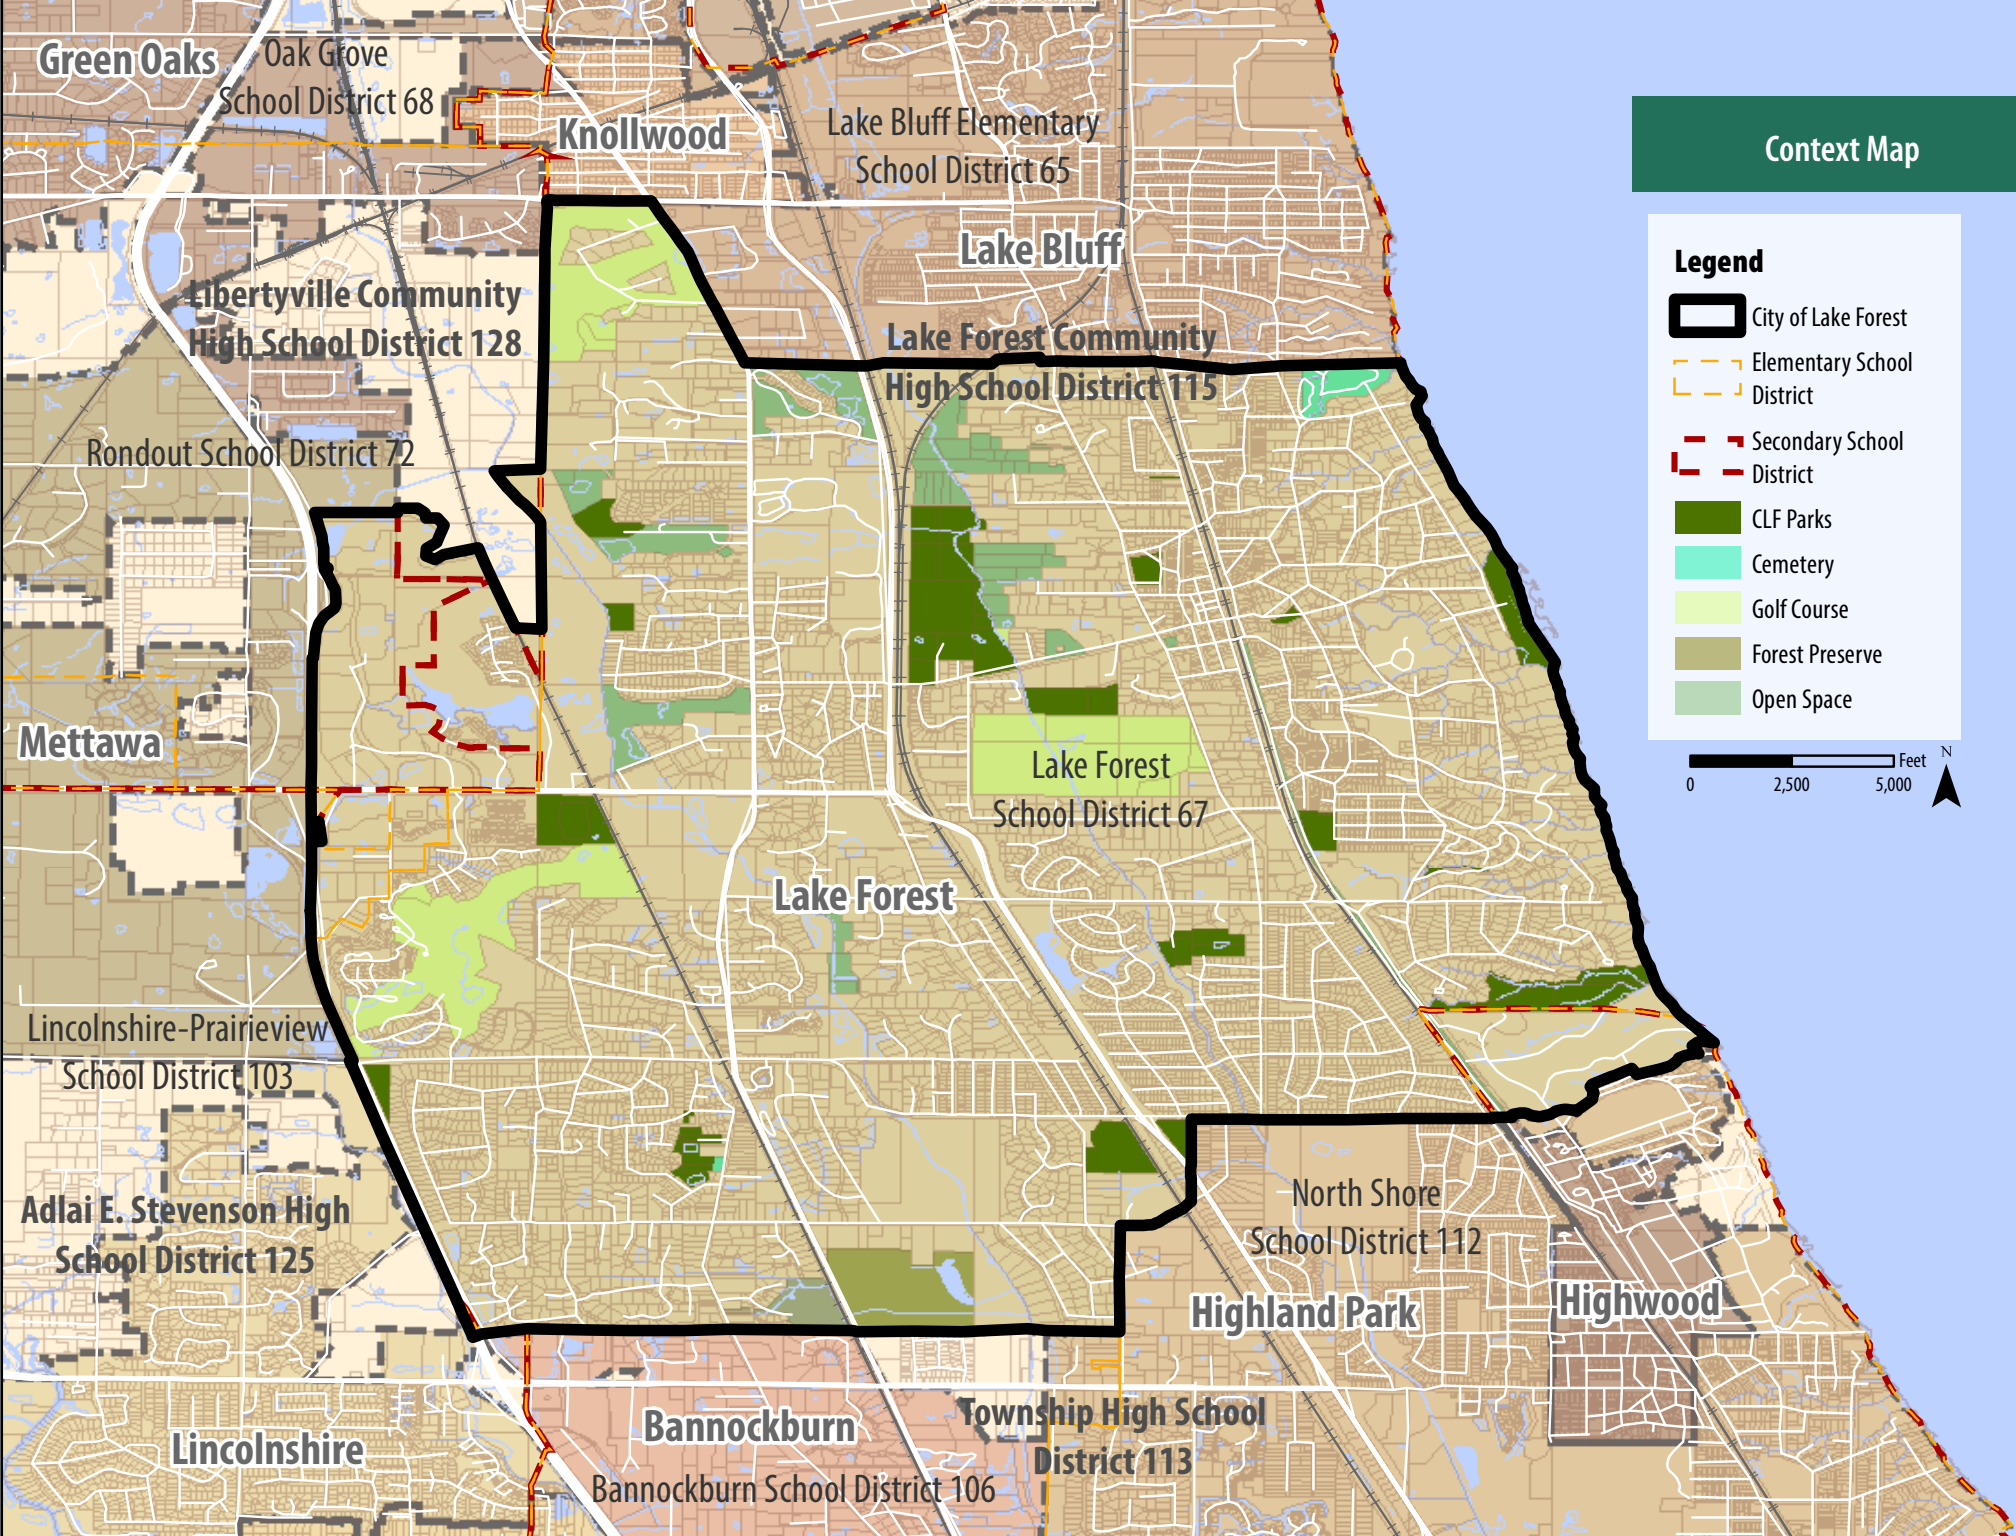 Green Oaks
Oak Grove
School District 68
Knollwood
Lake Bluff Elementary
School District 65
Lake Bluff
Libertyville Community
High School District 128
Lake Forest Community
High School District 115
Rondout School District 72
Mettawa
Lake Forest
School District 67
Lake Forest
Lincolnshire-Prairieview
School District 103
Adlai E. Stevenson High
School District 125
North Shore
School District 112
Highland Park
Highwood
Lincolnshire
Bannockburn
Bannockburn School District 106
Township High School
District 113
Context Map
Legend
City of Lake Forest
Elementary School
District
Secondary School
District
CLF Parks
Cemetery
Golf Course
Forest Preserve
Open Space
Feet
0 2,500 5,000
N